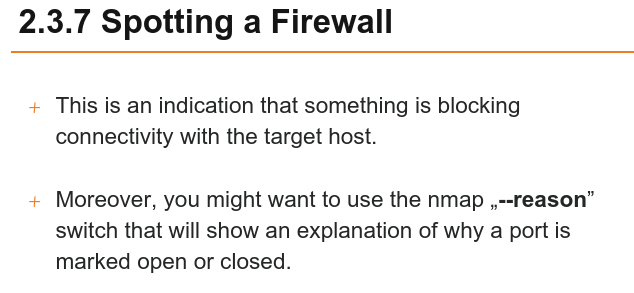 2.3.7 Spotting a Firewall
+ This is an indication that something is blocking
connectivity with the target host.
+ Moreover, you might want to use the nmap „--reason”
switch that will show an explanation of why a port is
marked open or closed.